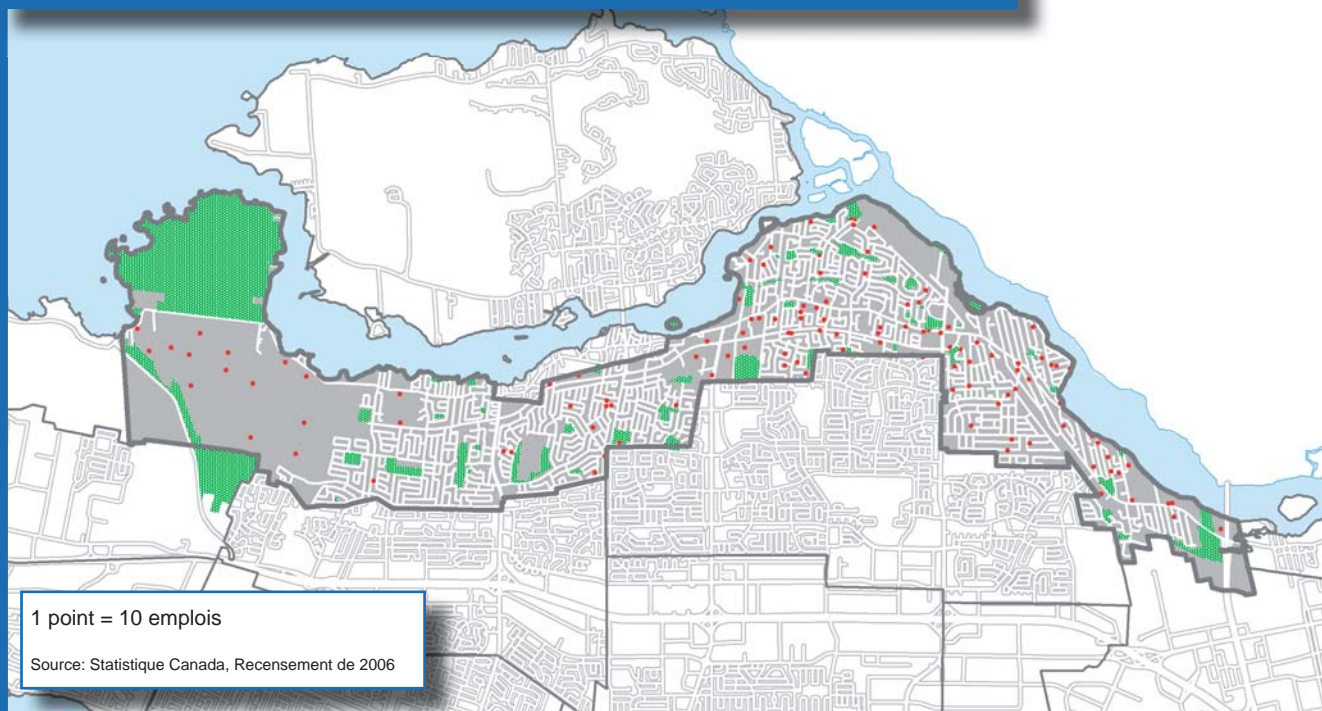 1 point = 10 emplois
Source: Statistique Canada, Recensement de 2006